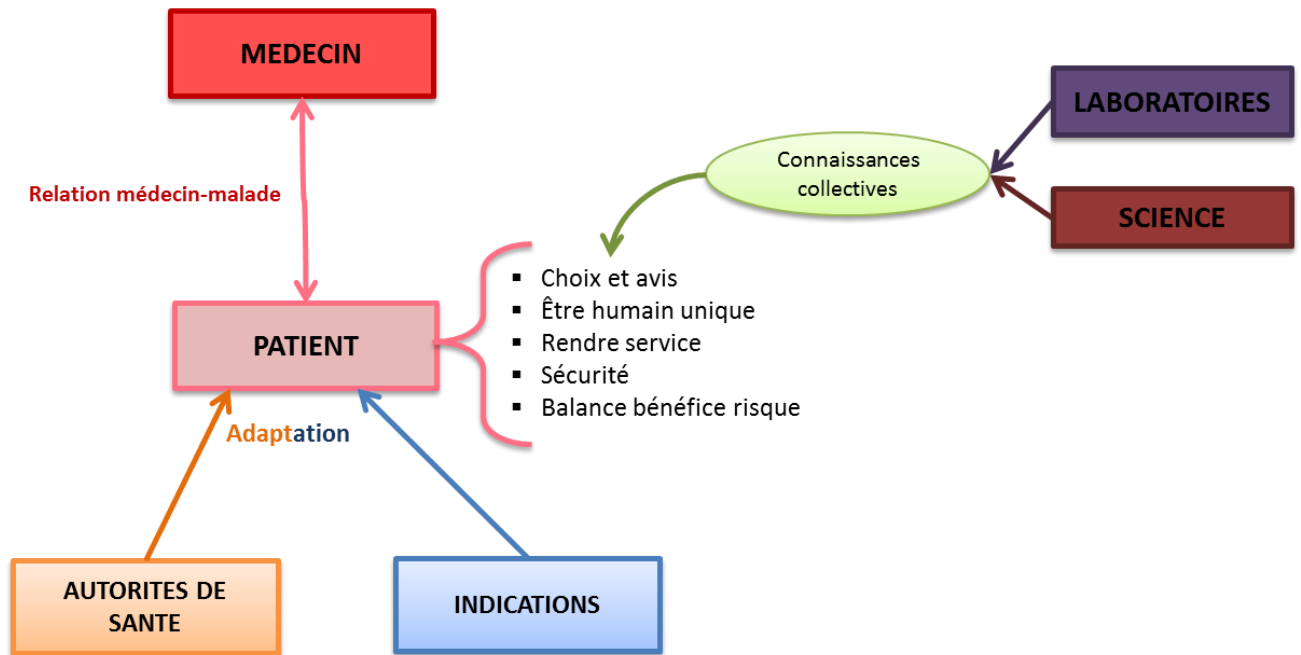 MEDECIN
LABORATOIRES
Connaissances
collectives
Relation médecin-malade
SCIENCE
▪ Choix et avis
▪ Être humain unique
▪ Rendre service
▪ Sécurité
▪ Balance bénéfice risque
PATIENT
Adaptation
AUTORITES DE
SANTE
INDICATIONS